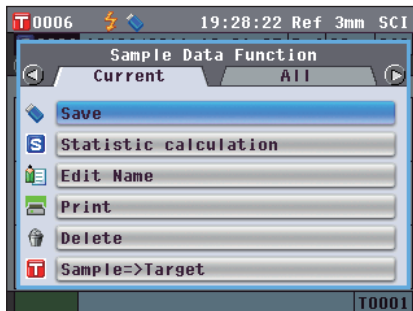 T0006 19:28:22 Ref 3mm SCI
Sample Data Function
Current All
Save
S Statistic calculation
Edit Name
Print
Delete
T Sample=>Target
T0001